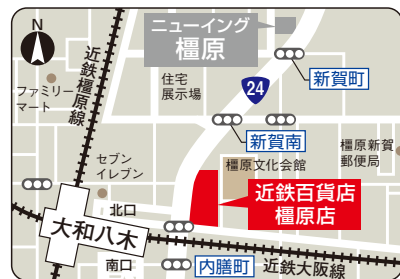 N
ニューイング
橿原
近鉄橿原線
ファミリー
マート
住宅
展示場
24
新賀町
新賀南
橿原文化会館
橿原新賀
郵便局
セブン
イレブン
近鉄百貨店
橿原店
北口
大和八木
南口
内膳町
近鉄大阪線